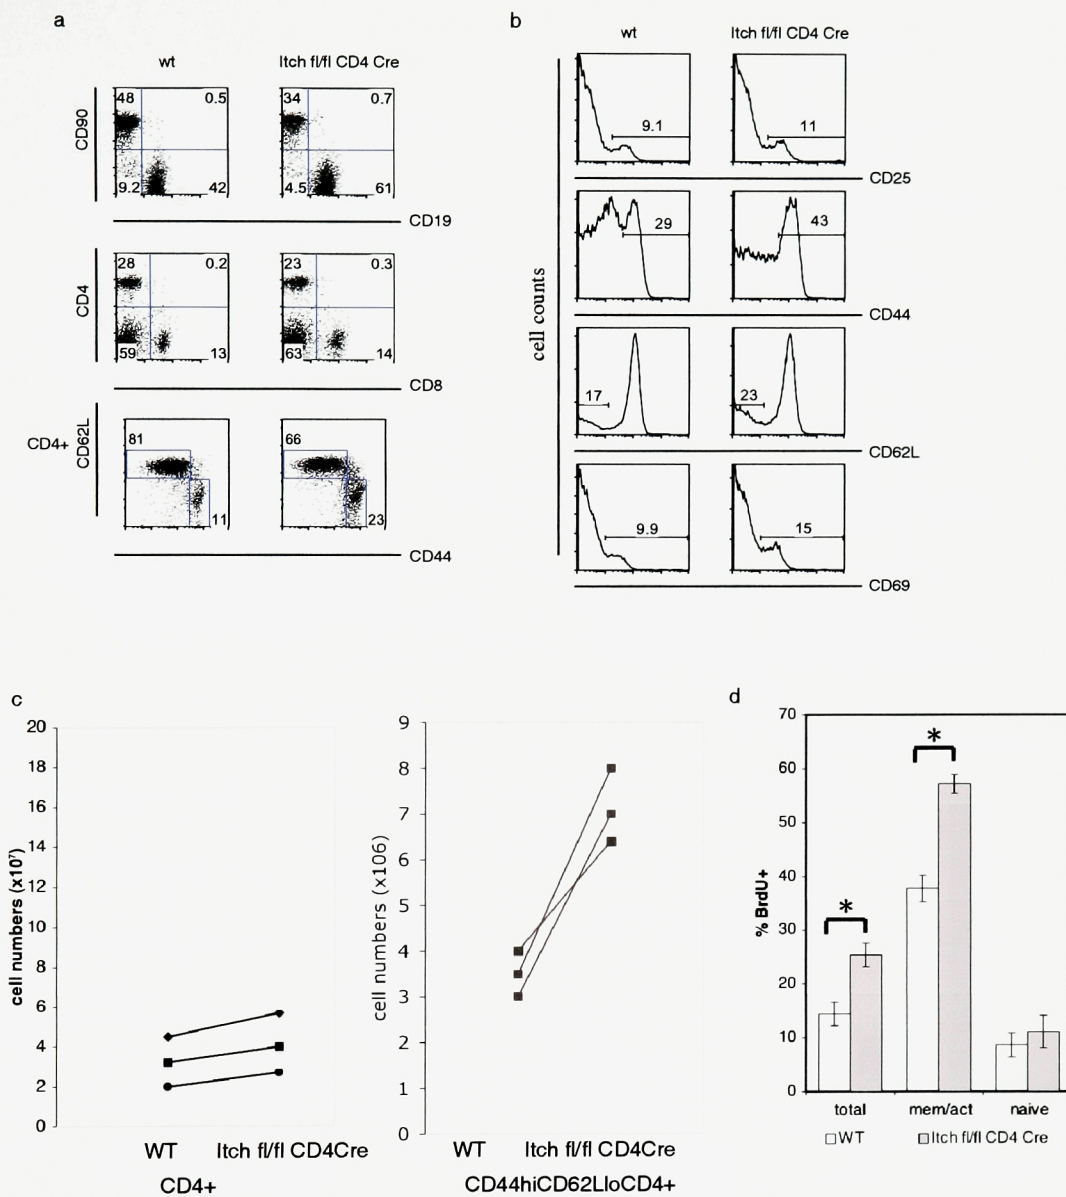 a
wt
Itch fl/fl CD4 Cre
CD90
48
0.5
9.2
42
34
0.7
4.5
61
CD19
CD4
28
0.2
59
13
23
0.3
63
14
CD8
CD4+
CD62L
81
11
66
23
CD44
b
wt
Itch fl/fl CD4 Cre
cell counts
9.1
11
CD25
29
43
CD44
17
23
CD62L
9.9
15
CD69
c
20
18
16
14
12
10
8
6
4
2
0
cell numbers (x10⁷)
WT
Itch fl/fl CD4Cre
CD4+
9
8
7
6
5
4
3
2
1
0
cell numbers (x106)
WT
Itch fl/fl CD4Cre
CD44hiCD62LloCD4+
d
70
60
50
40
30
20
10
0
% BrdU+
*
*
total
mem/act
naive
WT
Itch fl/fl CD4 Cre